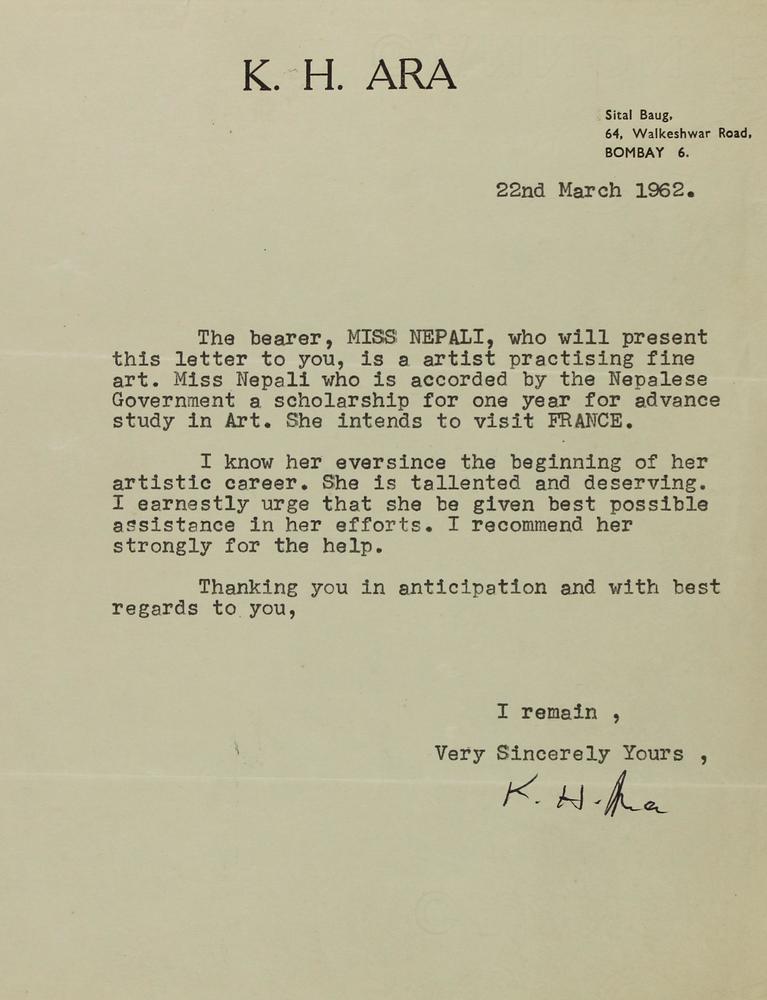 K. H. ARA
Sital Baug,
64, Walkeshwar Road,
BOMBAY 6.
22nd March 1962.
The bearer, MISS NEPALI, who will present
this letter to you, is a artist practising fine
art. Miss Nepali who is accorded by the Nepalese
Government a scholarship for one year for advance
study in Art. She intends to visit FRANCE.
I know her eversince the beginning of her
artistic career. She is tallented and deserving.
I earnestly urge that she be given best possible
assistance in her efforts. I recommend her
strongly for the help.
Thanking you in anticipation and with best
regards to you,
I remain ,
Very Sincerely Yours ,
K. H. Ara